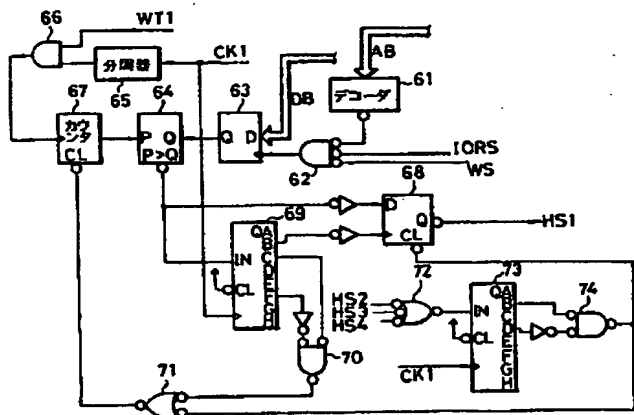 66
WT1
CK1
分周器
65
AB
61
デコーダ
DB
67
カウ
ンタ
CL
64
P Q
P>Q
63
Q D
62
IORS
WS
68
D
Q
CL
HS1
69
QA
B
C
D
E
F
G
H
IN
CL
70
71
HS2
HS3
HS4
72
73
QA
B
C
D
E
F
G
H
IN
CL
74
CK1